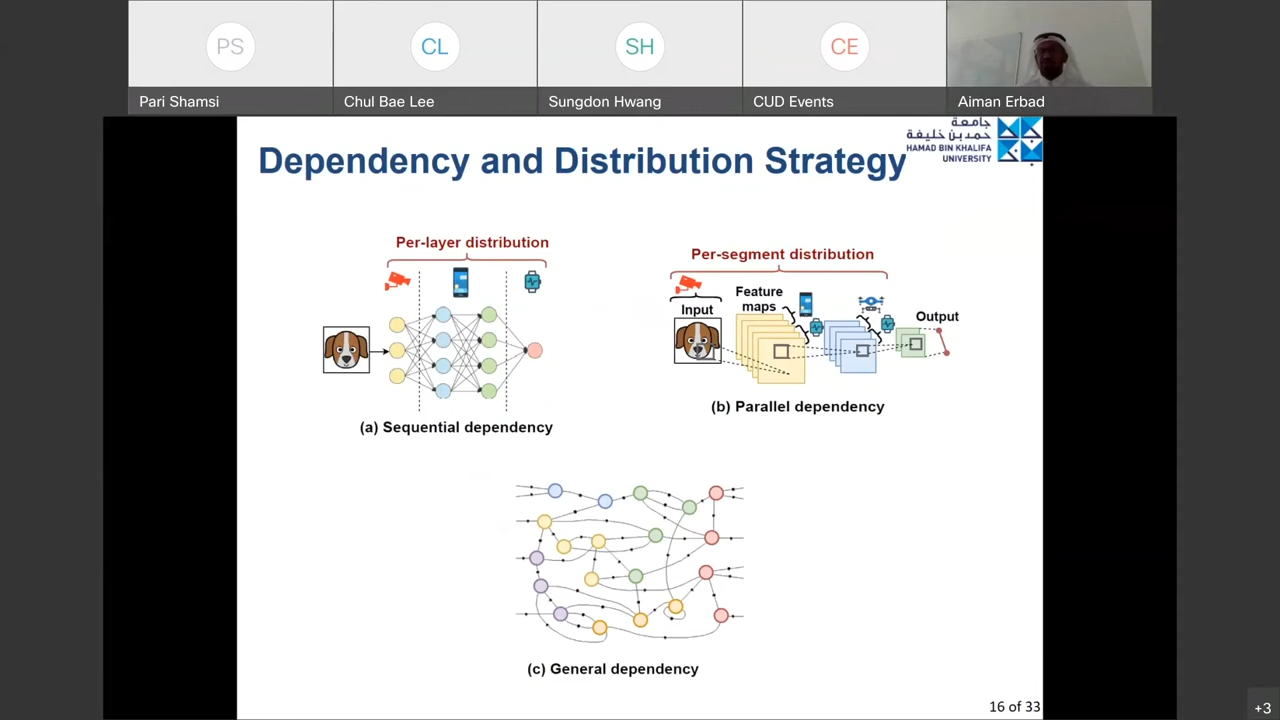 PS
CL
SH
CE
Pari Shamsi
Chul Bae Lee
Sungdon Hwang
CUD Events
Aiman Erbad
جامعة
حمد بن خليفة
HAMAD BIN KHALIFA
UNIVERSITY
Dependency and Distribution Strategy
Per-layer distribution
(a) Sequential dependency
Per-segment distribution
Input
Feature
maps
Output
(b) Parallel dependency
(c) General dependency
16 of 33
+3